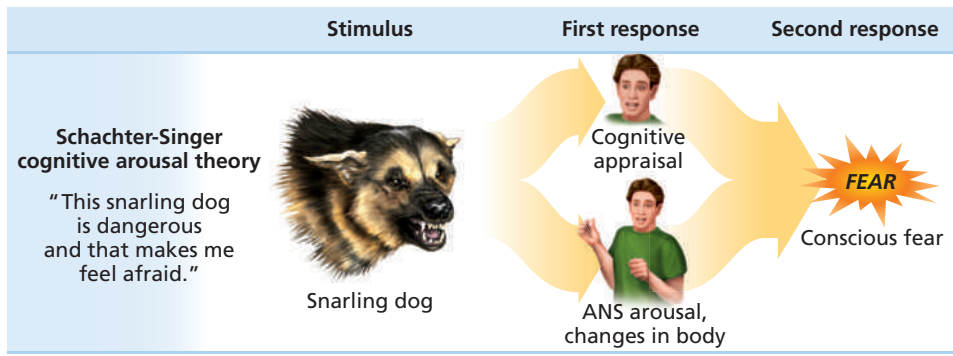 Stimulus
First response
Second response
Schachter-Singer
cognitive arousal theory
"This snarling dog
is dangerous
and that makes me
feel afraid."
Snarling dog
Cognitive
appraisal
ANS arousal,
changes in body
FEAR
Conscious fear